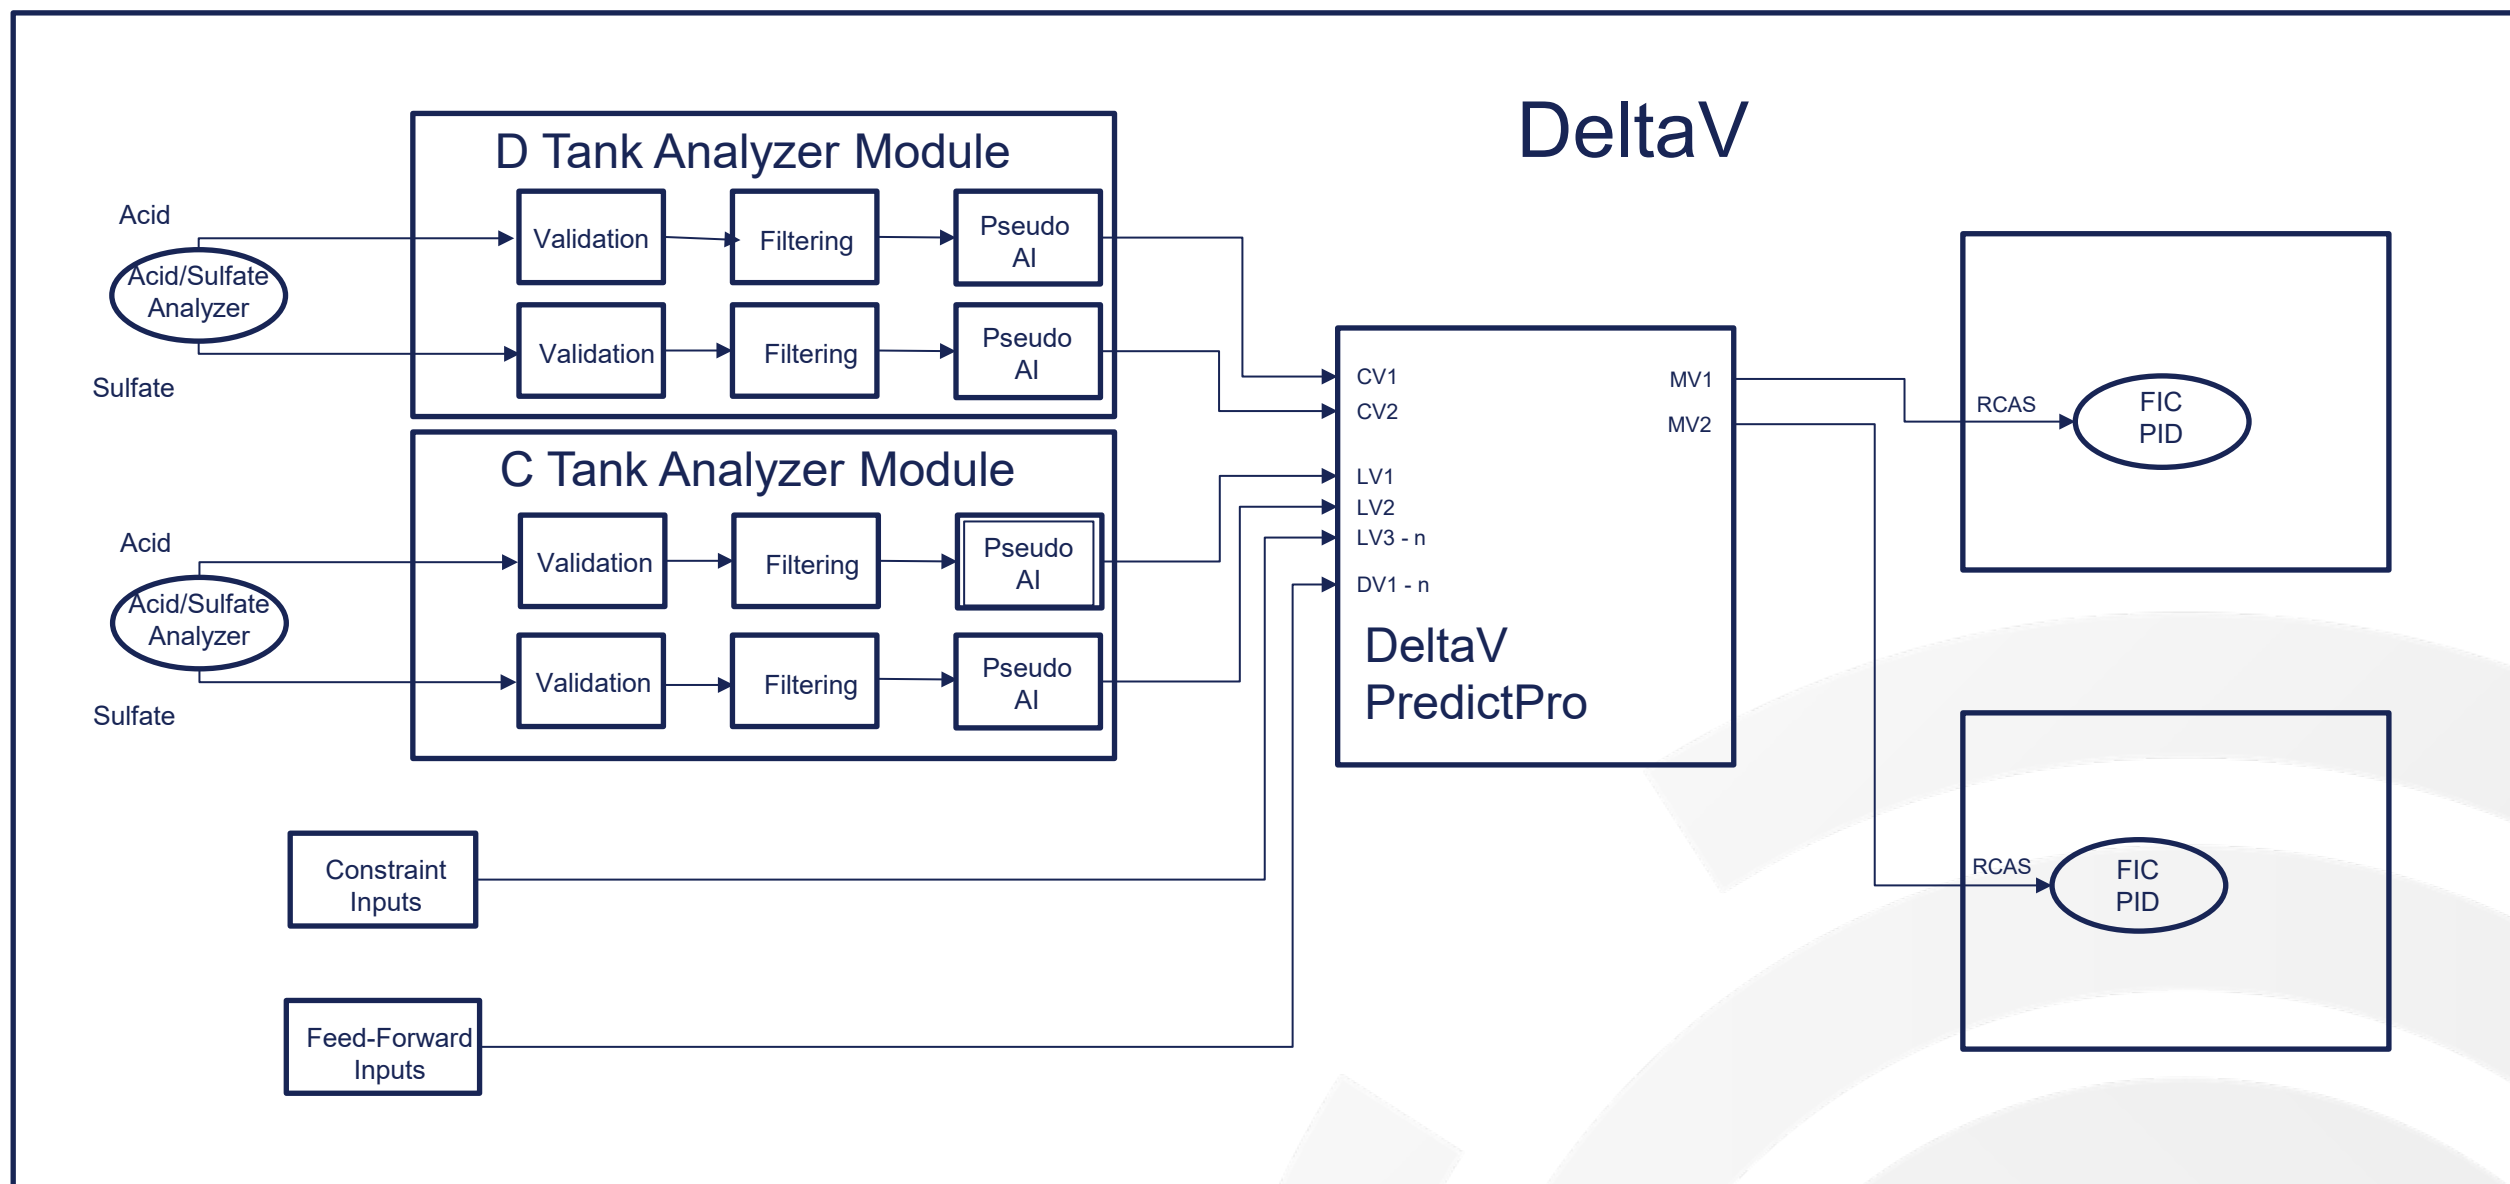 DeltaV
D Tank Analyzer Module
Acid
Acid/Sulfate
Analyzer
Sulfate
Validation
Filtering
Pseudo
AI
Validation
Filtering
Pseudo
AI
C Tank Analyzer Module
Acid
Acid/Sulfate
Analyzer
Sulfate
Validation
Filtering
Pseudo
AI
Validation
Filtering
Pseudo
AI
Constraint
Inputs
Feed-Forward
Inputs
CV1
CV2
LV1
LV2
LV3 - n
DV1 - n
MV1
MV2
DeltaV
PredictPro
RCAS
FIC
PID
RCAS
FIC
PID